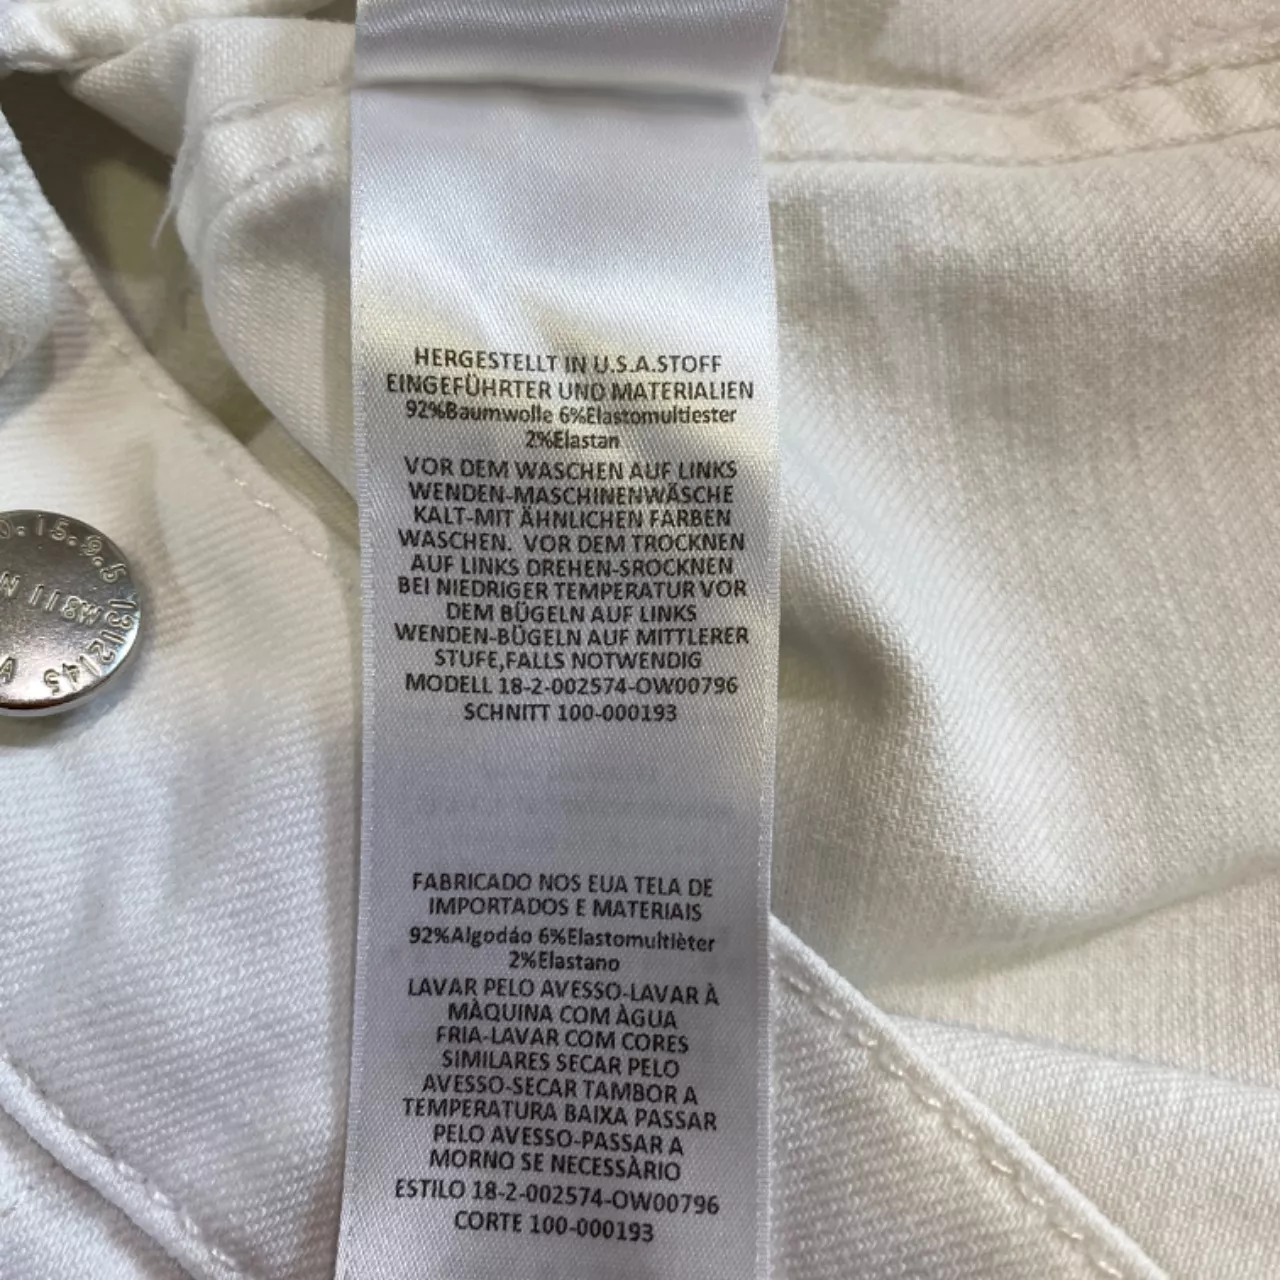 HERGESTELLT IN U.S.A.STOFF
EINGEFÜHRTER UND MATERIALIEN
92%Baumwolle 6%Elastomultiester
2%Elastan
VOR DEM WASCHEN AUF LINKS
WENDEN-MASCHINENWÄSCHE
KALT-MIT ÄHNLICHEN FARBEN
WASCHEN. VOR DEM TROCKNEN
AUF LINKS DREHEN-SROCKNEN
BEI NIEDRIGER TEMPERATUR VOR
DEM BÜGELN AUF LINKS
WENDEN-BÜGELN AUF MITTLERER
STUFE,FALLS NOTWENDIG
MODELL 18-2-002574-OW00796
SCHNITT 100-000193
FABRICADO NOS EUA TELA DE
IMPORTADOS E MATERIAIS
92%Algodáo 6%Elastomultièter
2%Elastano
LAVAR PELO AVESSO-LAVAR À
MÀQUINA COM ÀGUA
FRIA-LAVAR COM CORES
SIMILARES SECAR PELO
AVESSO-SECAR TAMBOR A
TEMPERATURA BAIXA PASSAR
PELO AVESSO-PASSAR A
MORNO SE NECESSÀRIO
ESTILO 18-2-002574-OW00796
CORTE 100-000193